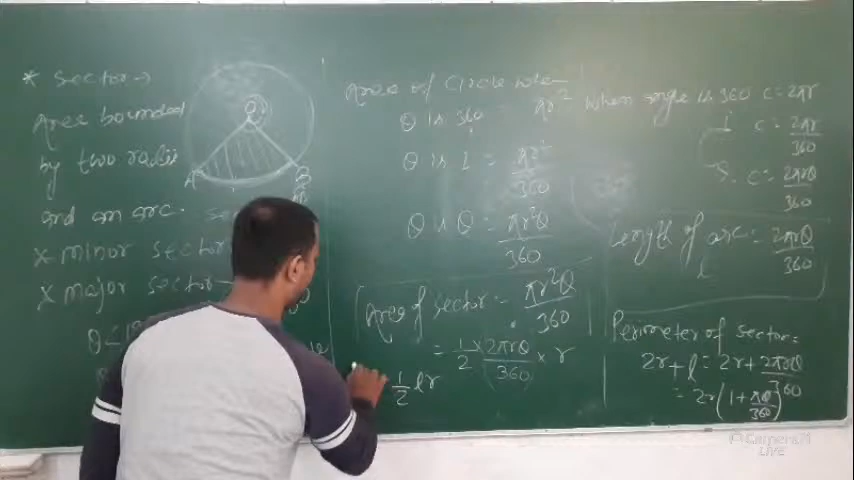 * Sector →
Area bounded
by two radii
and an arc.
x minor sector
x major sector
O
A
B
Area of circle when
θ is 360 πr²
θ is 1 = πr²/360
θ is θ = πr²θ/360
Area of sector :- πr²θ/360
= 1/2 × 2πrθ/360 × r
1/2 lr
when angle is 360 c = 2πr
1° c = 2πr/360
c = 2πrθ/360
Length of arc = 2πrθ/360
l
Perimeter of sector =
2r + l = 2r + 2πrθ/360
= 2r(1 + πθ/360)
LIVE